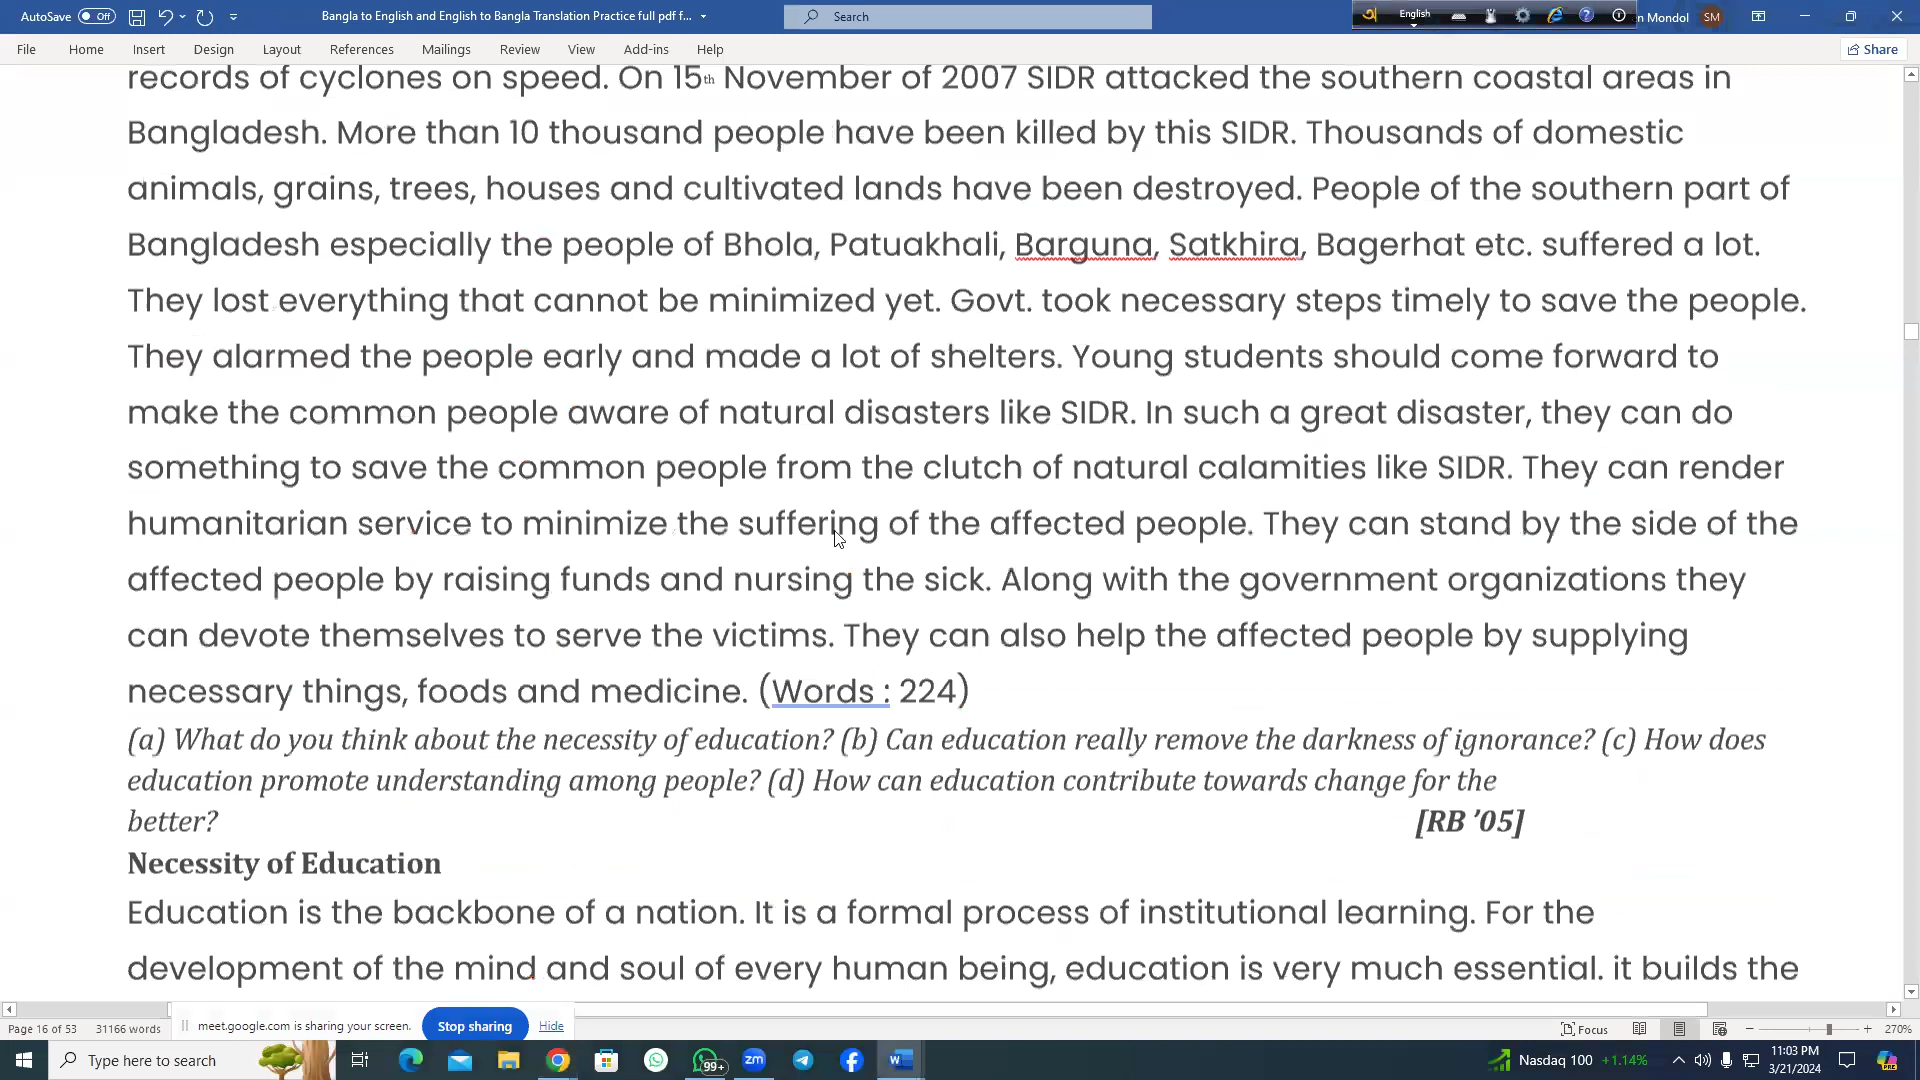 AutoSave Off Bangla to English and English to Bangla Translation Practice full pdf f... Search English n Mondol SM
File Home Insert Design Layout References Mailings Review View Add-ins Help Share
records of cyclones on speed. On 15th November of 2007 SIDR attacked the southern coastal areas in
Bangladesh. More than 10 thousand people have been killed by this SIDR. Thousands of domestic
animals, grains, trees, houses and cultivated lands have been destroyed. People of the southern part of
Bangladesh especially the people of Bhola, Patuakhali, Barguna, Satkhira, Bagerhat etc. suffered a lot.
They lost everything that cannot be minimized yet. Govt. took necessary steps timely to save the people.
They alarmed the people early and made a lot of shelters. Young students should come forward to
make the common people aware of natural disasters like SIDR. In such a great disaster, they can do
something to save the common people from the clutch of natural calamities like SIDR. They can render
humanitarian service to minimize the suffering of the affected people. They can stand by the side of the
affected people by raising funds and nursing the sick. Along with the government organizations they
can devote themselves to serve the victims. They can also help the affected people by supplying
necessary things, foods and medicine. (Words : 224)
(a) What do you think about the necessity of education? (b) Can education really remove the darkness of ignorance? (c) How does
education promote understanding among people? (d) How can education contribute towards change for the
better? [RB ’05]
Necessity of Education
Education is the backbone of a nation. It is a formal process of institutional learning. For the
development of the mind and soul of every human being, education is very much essential. it builds the
meet.google.com is sharing your screen. Stop sharing Hide
Page 16 of 53 31166 words Focus 270%
Type here to search 99+ zm Nasdaq 100 +1.14% 11:03 PM
3/21/2024